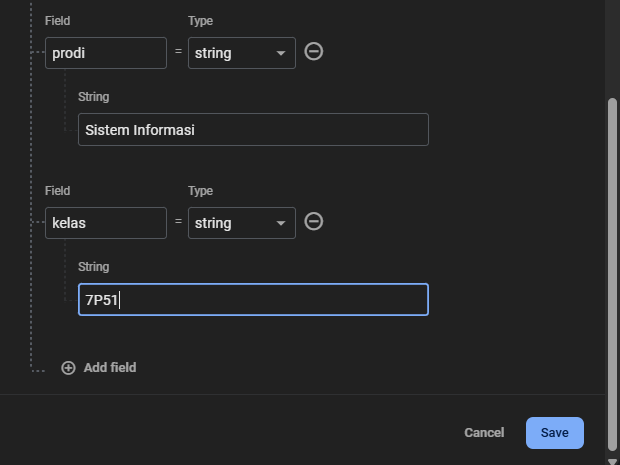 Field Type
prodi = string
String
Sistem Informasi
Field Type
kelas = string
String
7P51
Add field
Cancel Save